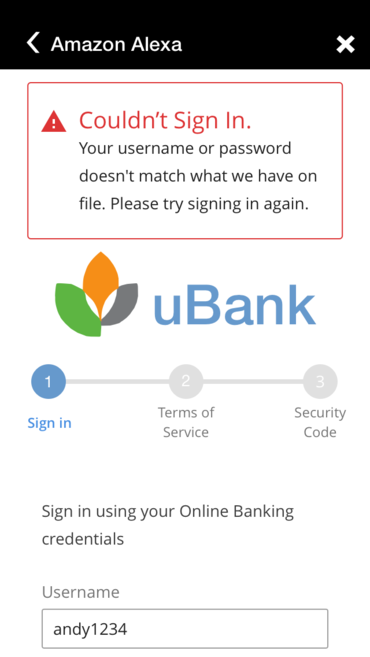 Amazon Alexa
Couldn’t Sign In.
Your username or password
doesn't match what we have on
file. Please try signing in again.
uBank
1
2
3
Sign in
Terms of
Service
Security
Code
Sign in using your Online Banking
credentials
Username
andy1234